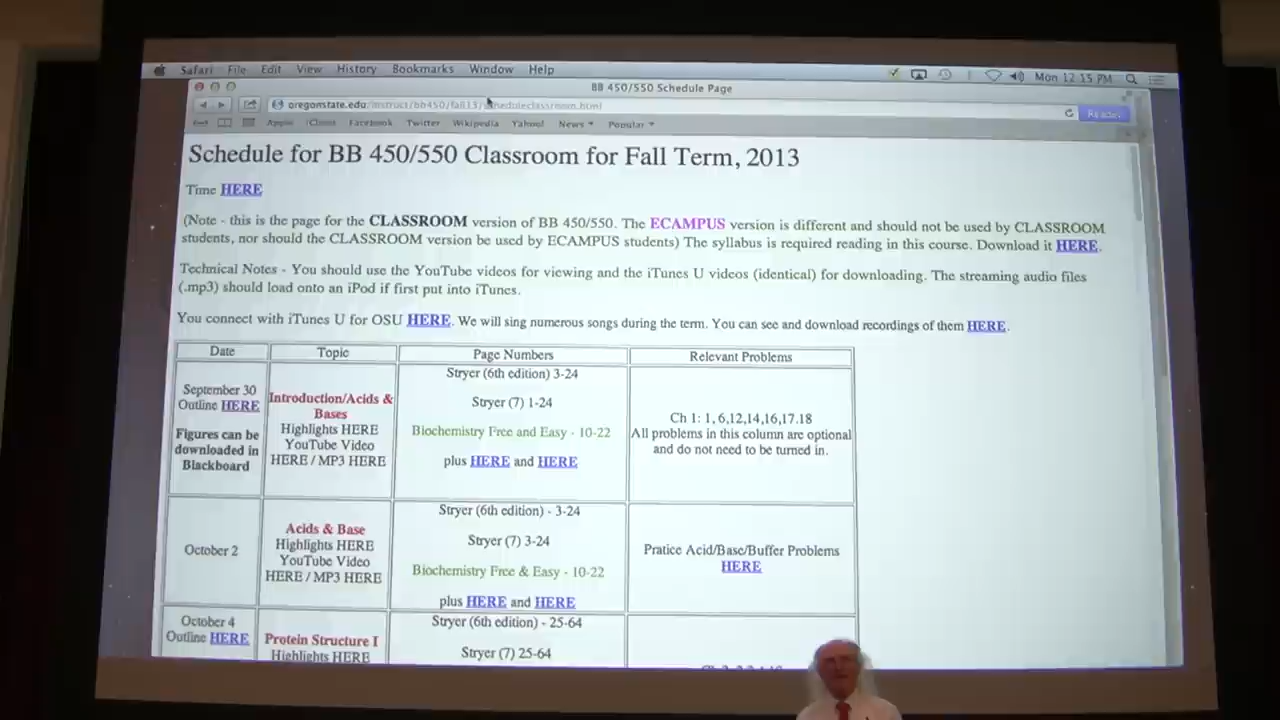 Safari File Edit View History Bookmarks Window Help Mon 12:15 PM
BB 450/550 Schedule Page
oregonstate.edu/instruct/bb450/fall13/scheduleclassroom.html Reader
Apple iCloud Facebook Twitter Wikipedia Yahoo! News Popular
Schedule for BB 450/550 Classroom for Fall Term, 2013
Time HERE
(Note - this is the page for the CLASSROOM version of BB 450/550. The ECAMPUS version is different and should not be used by CLASSROOM
students, nor should the CLASSROOM version be used by ECAMPUS students) The syllabus is required reading in this course. Download it HERE.
Technical Notes - You should use the YouTube videos for viewing and the iTunes U videos (identical) for downloading. The streaming audio files
(.mp3) should load onto an iPod if first put into iTunes.
You connect with iTunes U for OSU HERE. We will sing numerous songs during the term. You can see and download recordings of them HERE.
Date Topic Page Numbers Relevant Problems
September 30
Outline HERE
Figures can be
downloaded in
Blackboard
Introduction/Acids &
Bases
Highlights HERE
YouTube Video
HERE / MP3 HERE
Stryer (6th edition) 3-24
Stryer (7) 1-24
Biochemistry Free and Easy - 10-22
plus HERE and HERE
Ch 1: 1, 6,12,14,16,17.18
All problems in this column are optional
and do not need to be turned in.
October 2
Acids & Base
Highlights HERE
YouTube Video
HERE / MP3 HERE
Stryer (6th edition) - 3-24
Stryer (7) 3-24
Biochemistry Free & Easy - 10-22
plus HERE and HERE
Pratice Acid/Base/Buffer Problems
HERE
October 4
Outline HERE
Protein Structure I
Highlights HERE
Stryer (6th edition) - 25-64
Stryer (7) 25-64